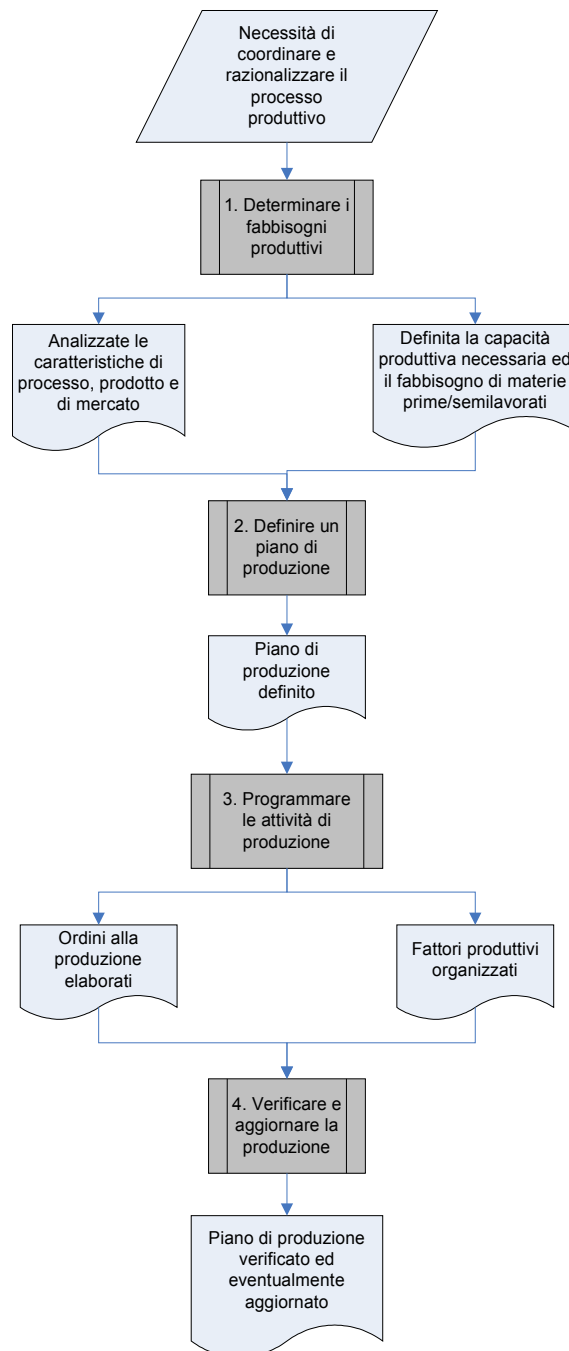 Necessità di
coordinare e
razionalizzare il
processo
produttivo
1. Determinare i
fabbisogni
produttivi
Analizzate le
caratteristiche di
processo, prodotto e
di mercato
Definita la capacità
produttiva necessaria ed
il fabbisogno di materie
prime/semilavorati
2. Definire un
piano di
produzione
Piano di
produzione
definito
3. Programmare
le attività di
produzione
Ordini alla
produzione
elaborati
Fattori produttivi
organizzati
4. Verificare e
aggiornare la
produzione
Piano di produzione
verificato ed
eventualmente
aggiornato